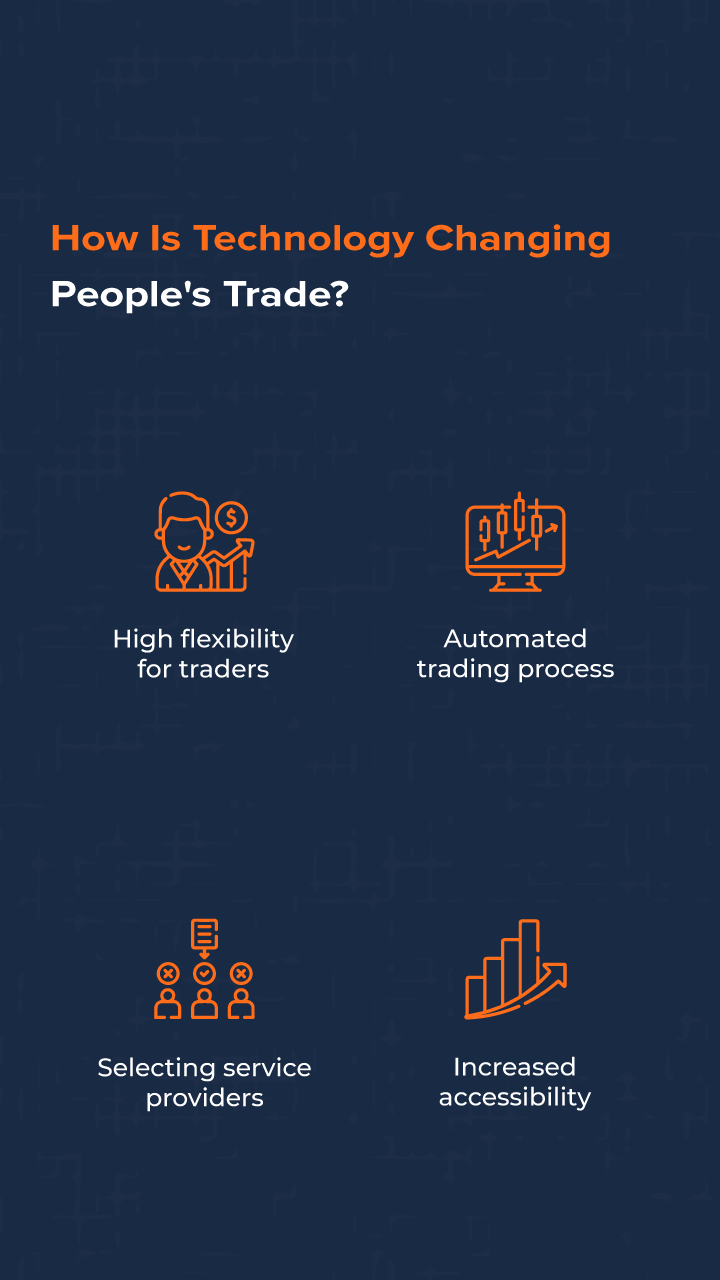 How Is Technology Changing
People's Trade?
High flexibility
for traders
Automated
trading process
Selecting service
providers
Increased
accessibility